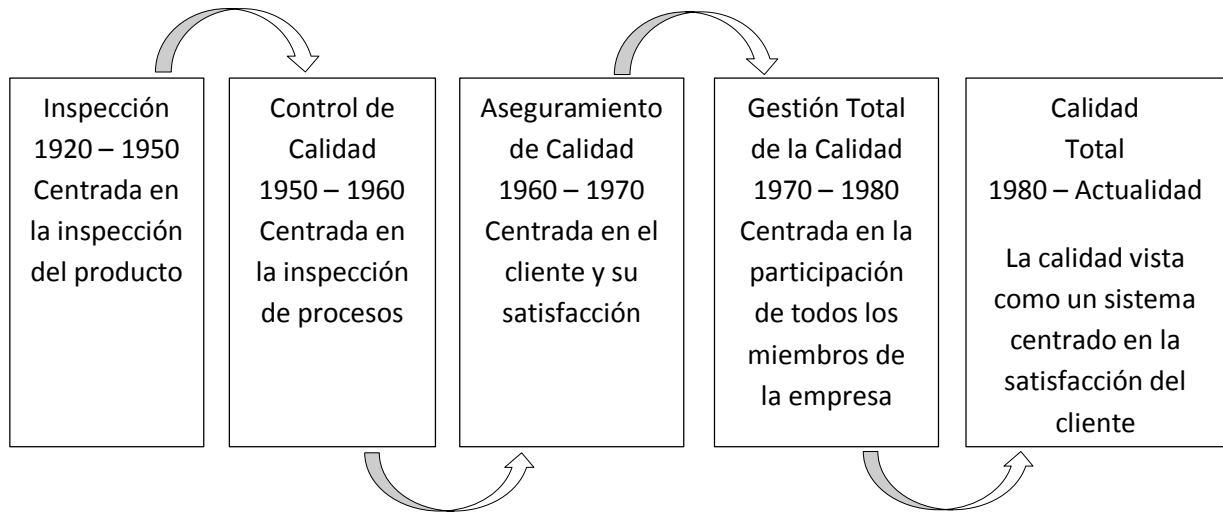 Inspección
1920 – 1950
Centrada en
la inspección
del producto
Control de
Calidad
1950 – 1960
Centrada en
la inspección
de procesos
Aseguramiento
de Calidad
1960 – 1970
Centrada en el
cliente y su
satisfacción
Gestión Total
de la Calidad
1970 – 1980
Centrada en la
participación
de todos los
miembros de
la empresa
Calidad
Total
1980 – Actualidad
La calidad vista
como un sistema
centrado en la
satisfacción del
cliente